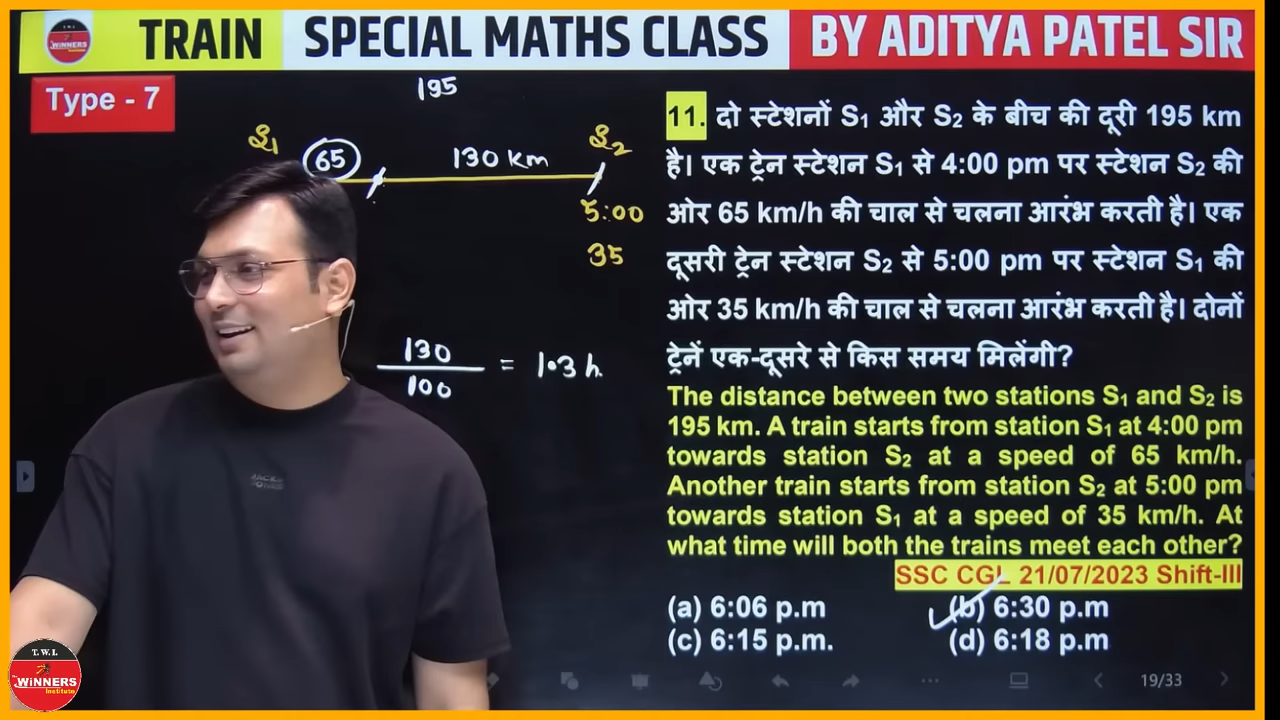 T.W.I.
WiNNERS
TRAIN SPECIAL MATHS CLASS BY ADITYA PATEL SIR
Type - 7
195
S1 65 130 km S2
5:00
35
130
100
= 1.3 h.
11. दो स्टेशनों S₁ और S₂ के बीच की दूरी 195 km
है। एक ट्रेन स्टेशन S₁ से 4:00 pm पर स्टेशन S₂ की
ओर 65 km/h की चाल से चलना आरंभ करती है। एक
दूसरी ट्रेन स्टेशन S₂ से 5:00 pm पर स्टेशन S₁ की
ओर 35 km/h की चाल से चलना आरंभ करती है। दोनों
ट्रेनें एक-दूसरे से किस समय मिलेंगी?
The distance between two stations S₁ and S₂ is
195 km. A train starts from station S₁ at 4:00 pm
towards station S₂ at a speed of 65 km/h.
Another train starts from station S₂ at 5:00 pm
towards station S₁ at a speed of 35 km/h. At
what time will both the trains meet each other?
SSC CGL 21/07/2023 Shift-III
(a) 6:06 p.m (b) 6:30 p.m
(c) 6:15 p.m. (d) 6:18 p.m
19/33
T.W.I.
WiNNERS
Institute